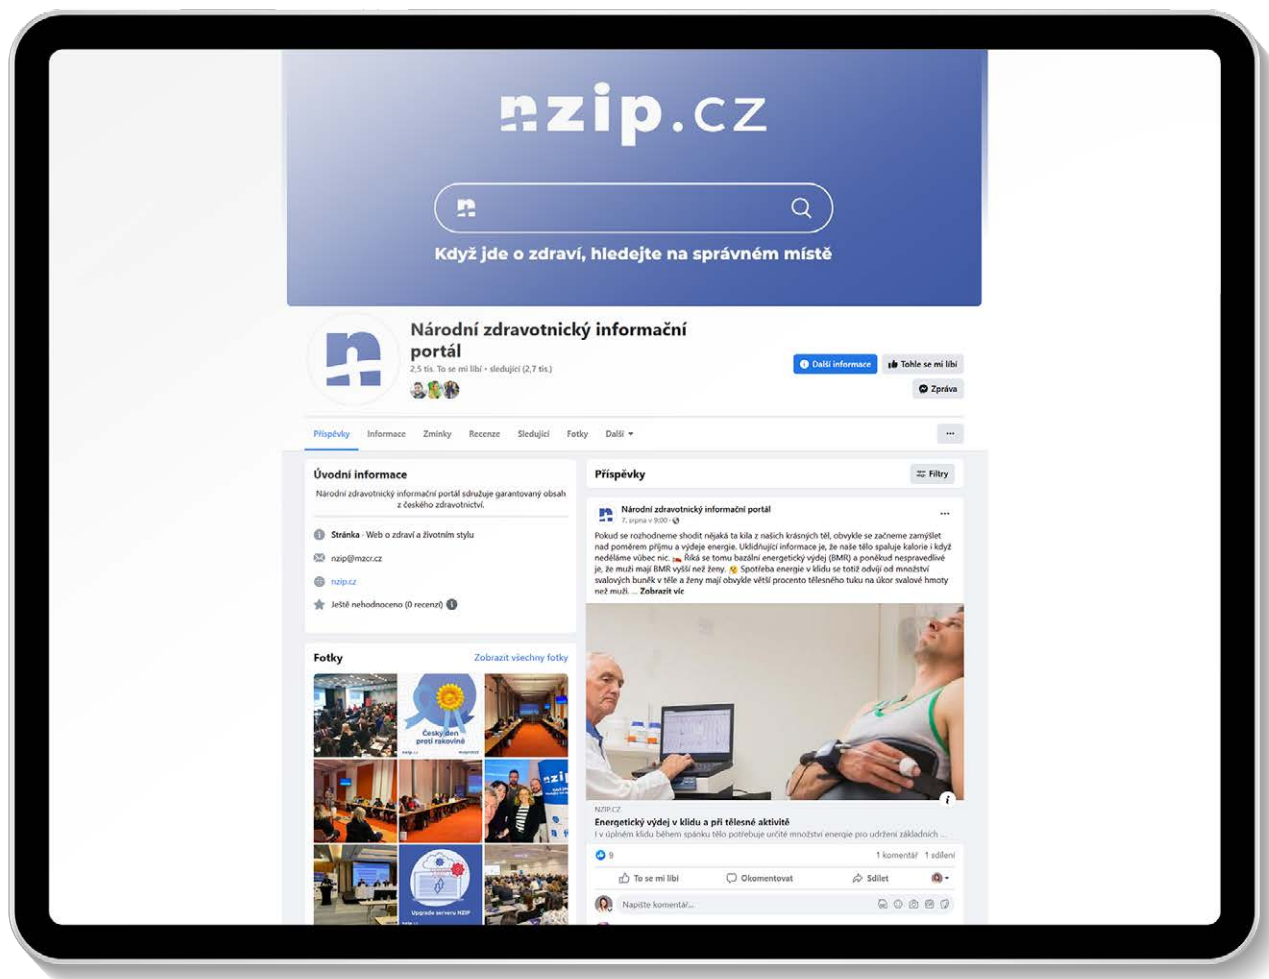 nzip.cz
Když jde o zdraví, hledejte na správném místě
Národní zdravotnický informační
portál
2,5 tis. To se mi líbí • sledující (2,7 tis.)
Další informace
Tohle se mi líbí
Zpráva
Příspěvky Informace Zmínky Recenze Sledující Fotky Další
Úvodní informace
Národní zdravotnický informační portál sdružuje garantovaný obsah
z českého zdravotnictví.
Stránka · Web o zdraví a životním stylu
nzip@mzcr.cz
nzip.cz
Ještě nehodnoceno (0 recenzí)
Fotky
Zobrazit všechny fotky
Český den
proti rakovině
Upgrade serveru NZIP
Příspěvky
Filtry
Národní zdravotnický informační portál
7. srpna v 9:00 ·
Pokud se rozhodneme shodit nějaká ta kila z našich krásných těl, obvykle se začneme zamýšlet
nad poměrem příjmu a výdeje energie. Uklidňující informace je, že naše tělo spaluje kalorie i když
neděláme vůbec nic. 🛌 Říká se tomu bazální energetický výdej (BMR) a poněkud nespravedlivé
je, že muži mají BMR vyšší než ženy. Spotřeba energie v klidu se totiž odvíjí od množství
svalových buněk v těle a ženy mají obvykle větší procento tělesného tuku na úkor svalové hmoty
než muži. ... Zobrazit víc
NZIP.CZ
Energetický výdej v klidu a při tělesné aktivitě
I v úplném klidu během spánku tělo potřebuje určité množství energie pro udržení základních ...
9
1 komentář 1 sdílení
To se mi líbí Okomentovat Sdílet
Napište komentář...